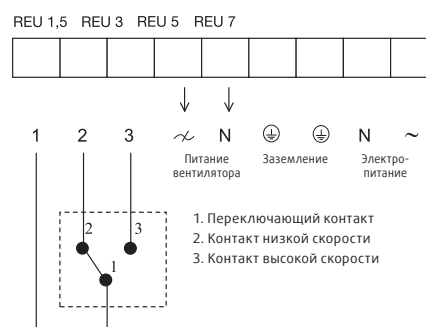 REU 1,5 REU 3 REU 5 REU 7
1 2 3 N N ~
Питание вентилятора
Заземление
Электро-питание
2 3
1
1. Переключающий контакт
2. Контакт низкой скорости
3. Контакт высокой скорости